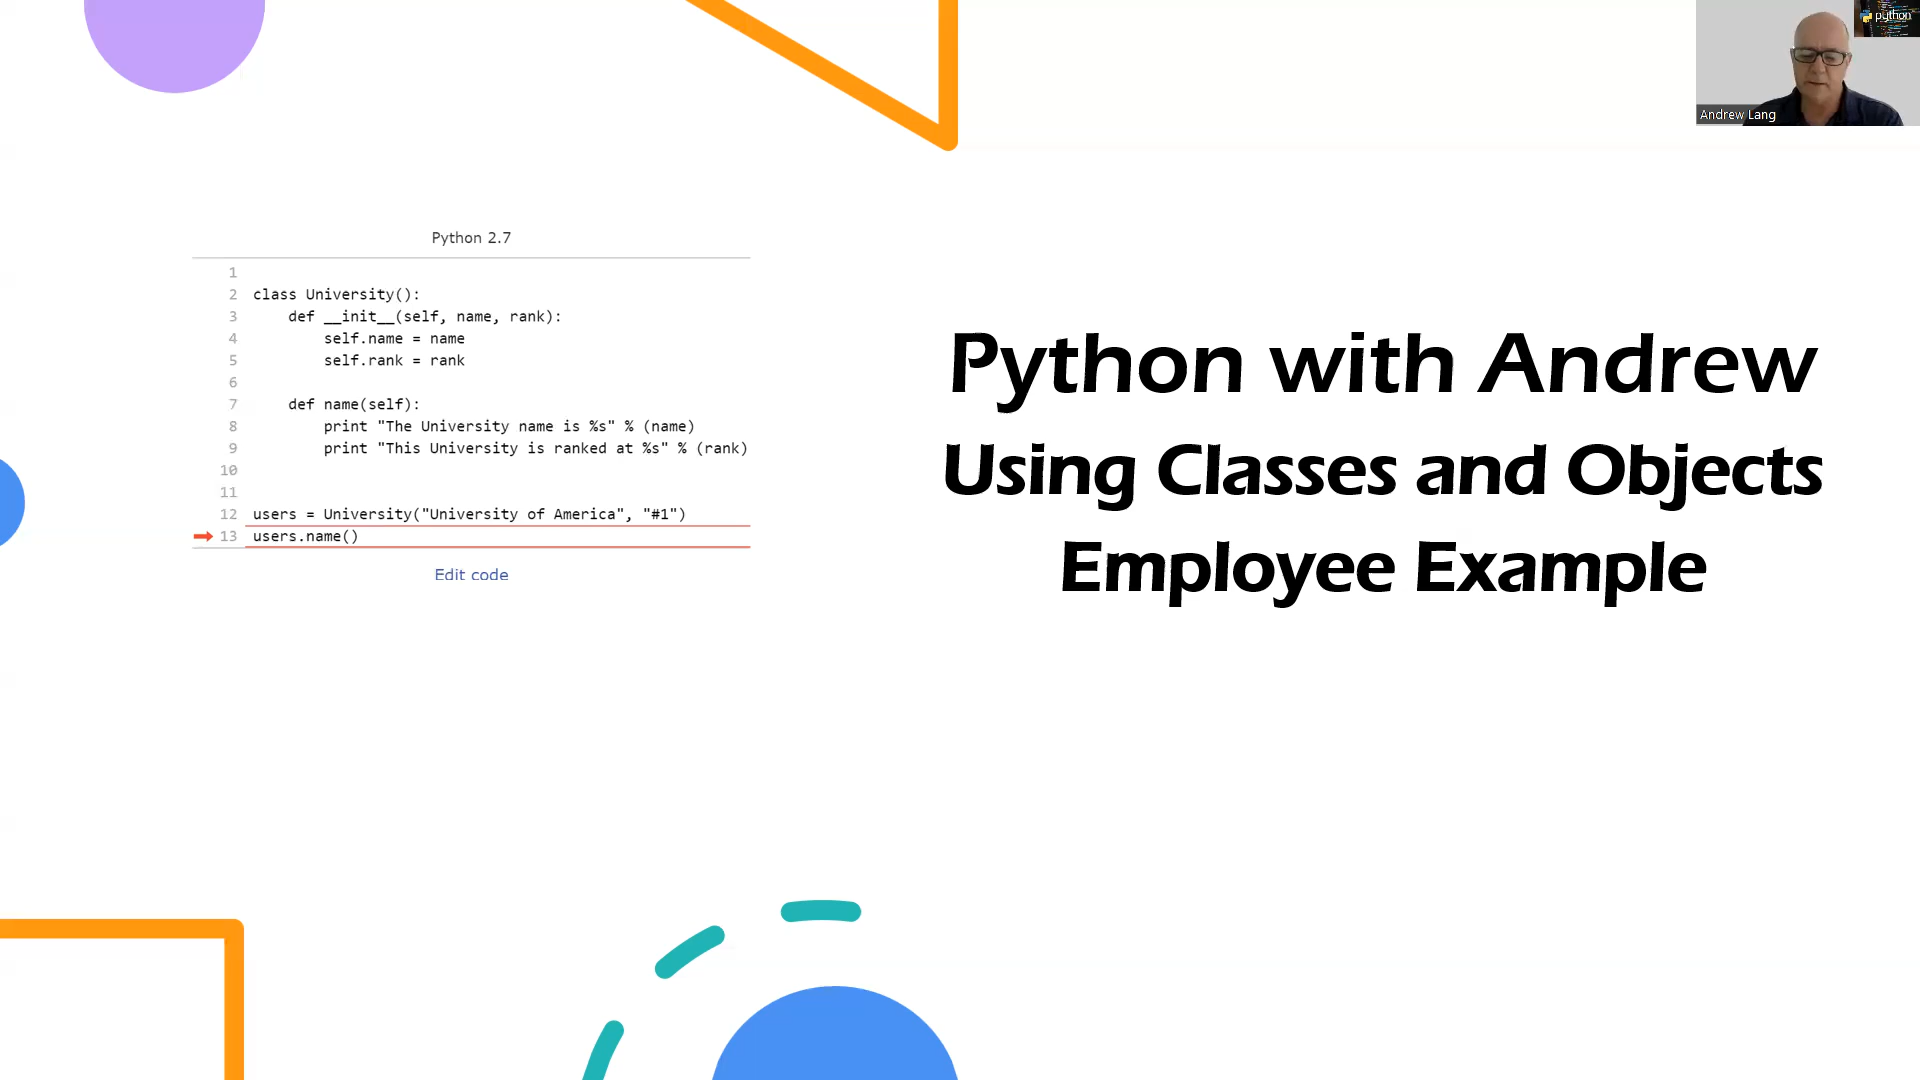 python
Andrew Lang
Python 2.7
1
2 class University():
3 def __init__(self, name, rank):
4 self.name = name
5 self.rank = rank
6
7 def name(self):
8 print "The University name is %s" % (name)
9 print "This University is ranked at %s" % (rank)
10
11
12 users = University("University of America", "#1")
13 users.name()
Edit code
Python with Andrew
Using Classes and Objects
Employee Example